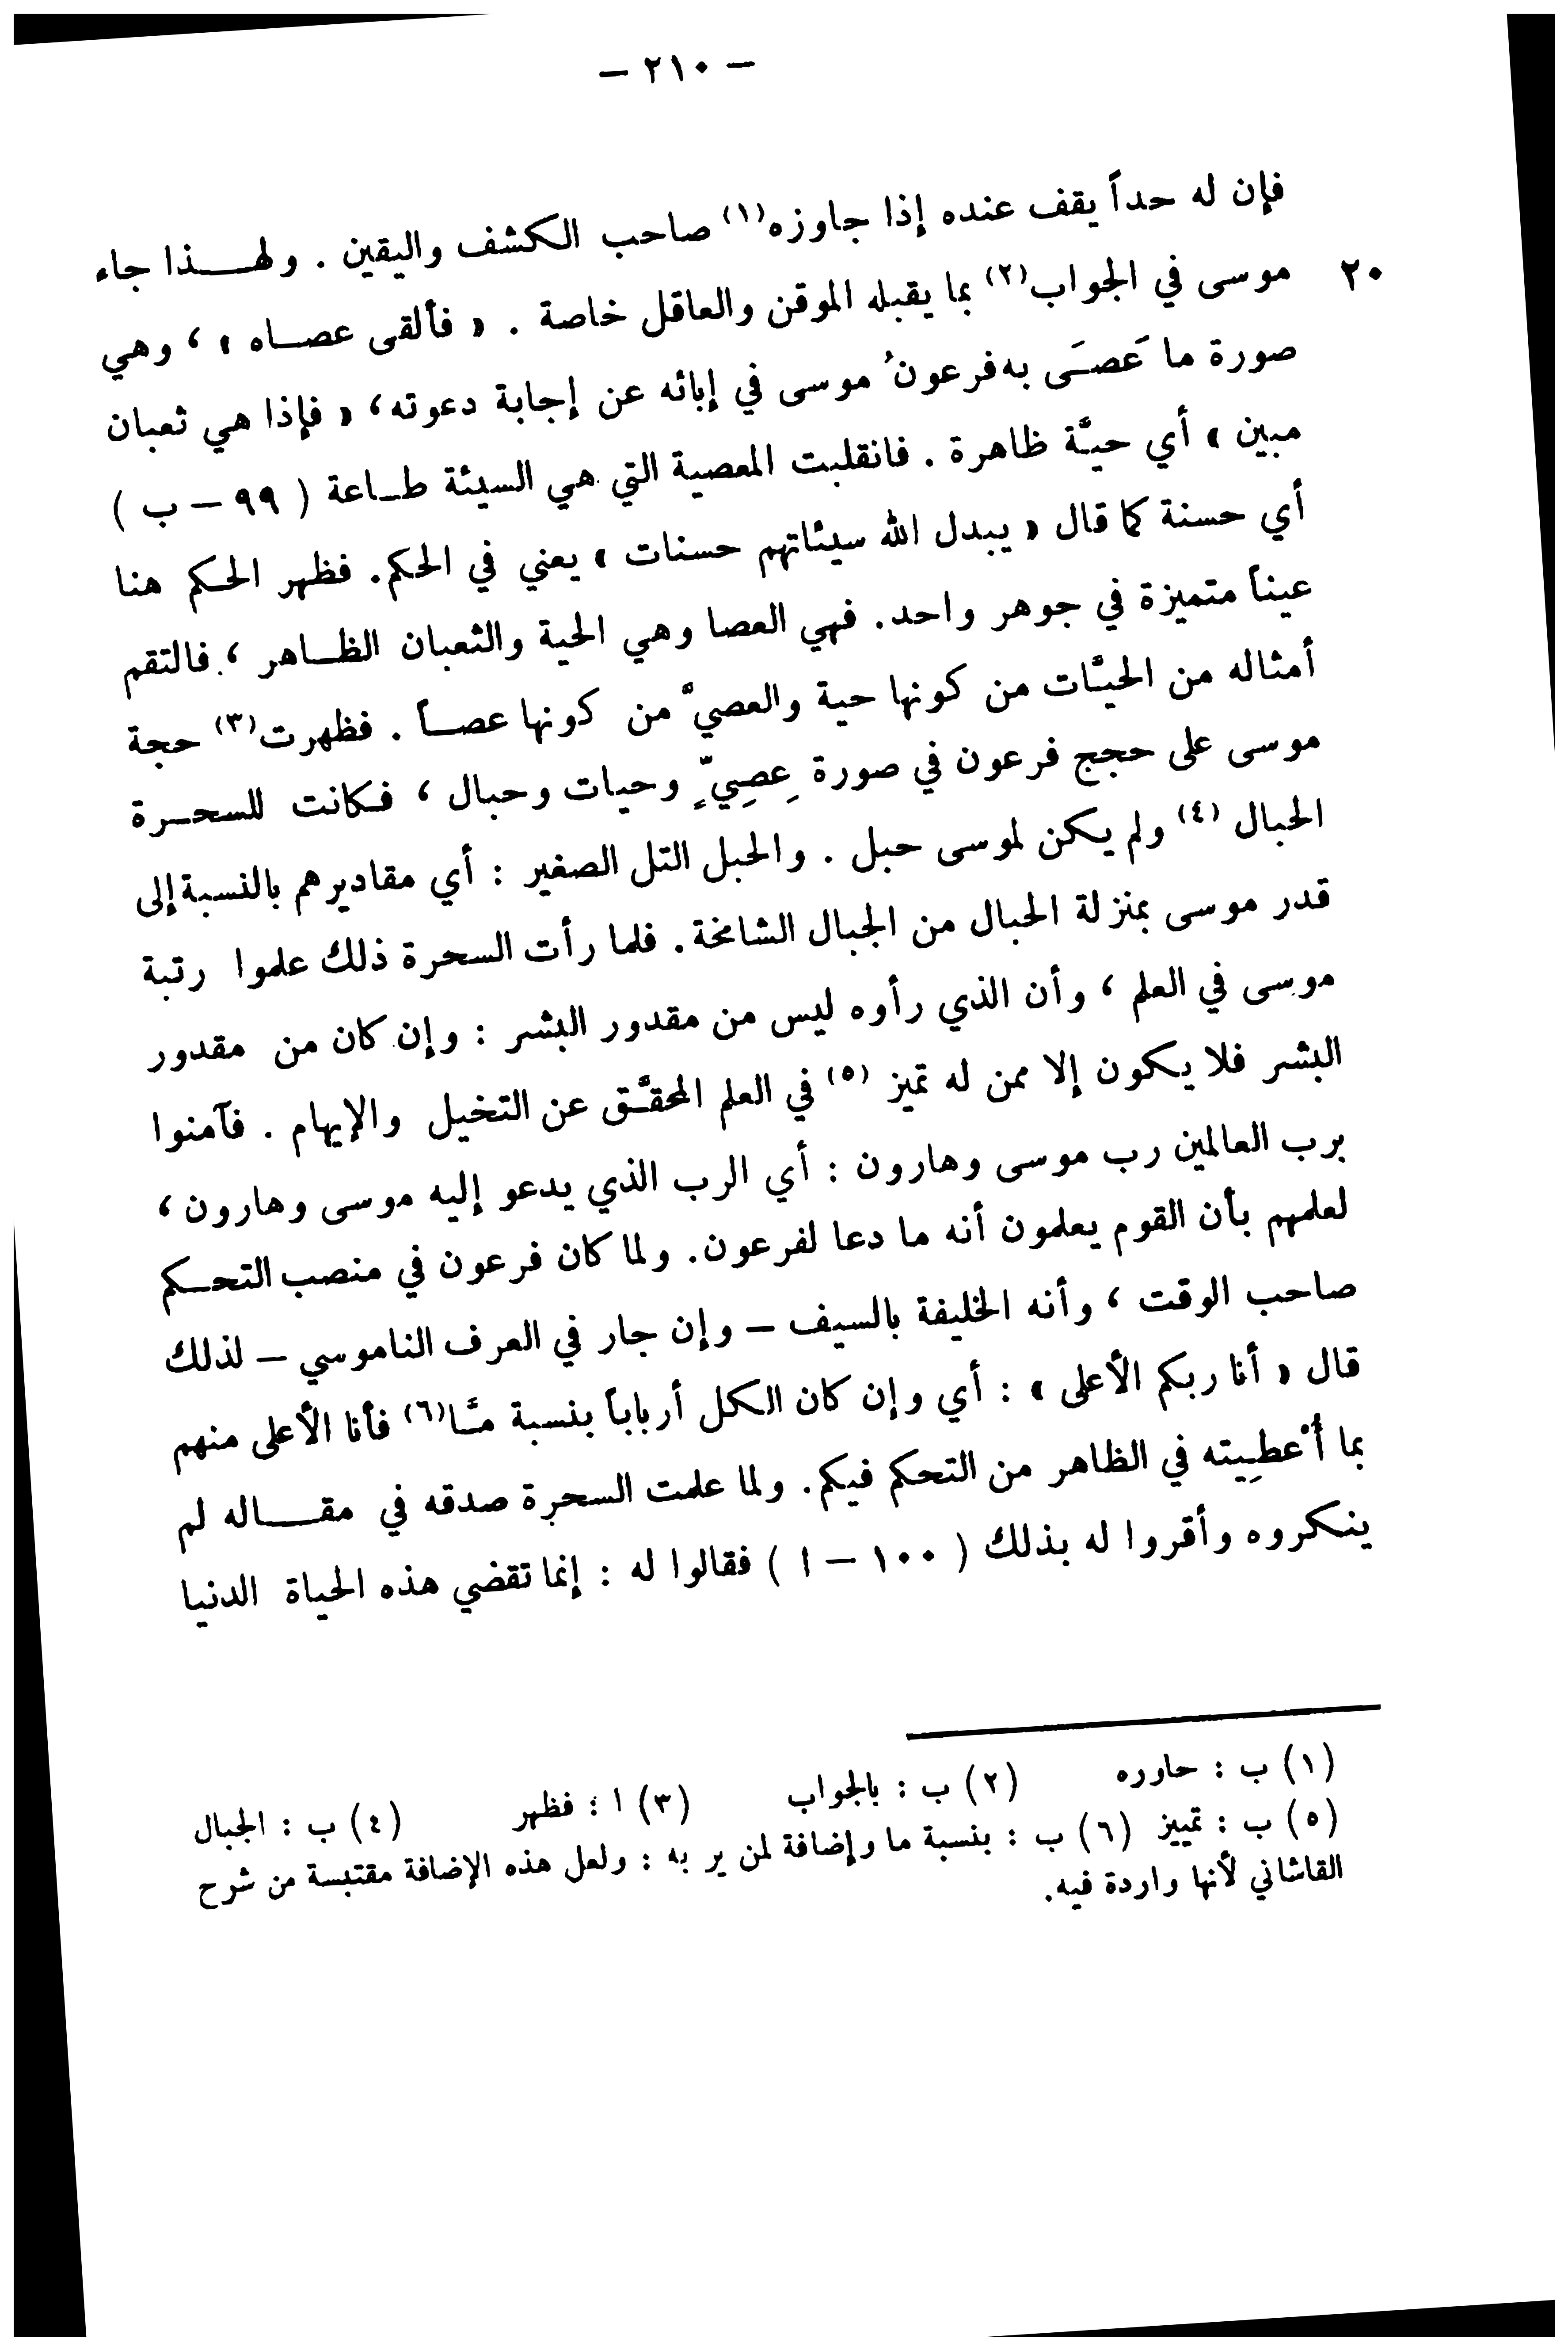 – ٢١٠ –
فإن له حداً يقف عنده إذا جاوزه(١) صاحب الكشف واليقين . ولهـــذا جاء
٢٠ موسى في الجواب(٢) بما يقبله الموقن والعاقل خاصة . « فألقى عصــاه » ، وهي
صورة ما عَصَى به فرعونُ موسى في إبائه عن إجابة دعوته، « فإذا هي ثعبان
مبين » أي حيَّة ظاهرة . فانقلبت المعصية التي هي السيئة طــاعة ( ٩٩ – ب )
أي حسنة كما قال « يبدل الله سيئاتهم حسنات » يعني في الحكم. فظهر الحكم هنا
عيناً متميزة في جوهر واحد. فهي العصا وهي الحية والثعبان الظــاهر ، فالتقم
أمثاله من الحيَّات من كونها حية والعصيَّ من كونها عصــاً . فظهرت(٣) حجة
موسى على حجج فرعون في صورة عِصِيٍّ وحيات وحبال ، فكانت للسحــرة
الحبال (٤) ولم يكن لموسى حبل . والحبل التل الصغير : أي مقاديرهم بالنسبة إلى
قدر موسى بمنزلة الحبال من الجبال الشامخة. فلما رأت السحرة ذلك علموا رتبة
موسى في العلم ، وأن الذي رأوه ليس من مقدور البشر : وإن كان من مقدور
البشر فلا يكون إلا ممن له تميز (٥) في العلم المحقَّق عن التخيل والإيهام . فآمنوا
برب العالمين رب موسى وهارون : أي الرب الذي يدعو إليه موسى وهارون ،
لعلمهم بأن القوم يعلمون أنه ما دعا لفرعون. ولما كان فرعون في منصب التحــكم
صاحب الوقت ، وأنه الخليفة بالسيف – وإن جار في العرف الناموسي – لذلك
قال « أنا ربكم الأعلى » : أي وإن كان الكل أرباباً بنسبة مَّا(٦) فأنا الأعلى منهم
بما أُعْطِيته في الظاهر من التحكم فيكم. ولما علمت السحرة صدقه في مقـــاله لم
ينكروه وأقروا له بذلك ( ١٠٠ – ا ) فقالوا له : إنما تقضي هذه الحياة الدنيا
(١) ب : حاوره (٢) ب : بالجواب (٣) ا : فظهر (٤) ب : الجبال
(٥) ب : تمييز (٦) ب : بنسبة ما وإضافة لمن ير به : ولعل هذه الإضافة مقتبسة من شرح
القاشاني لأنها واردة فيه.